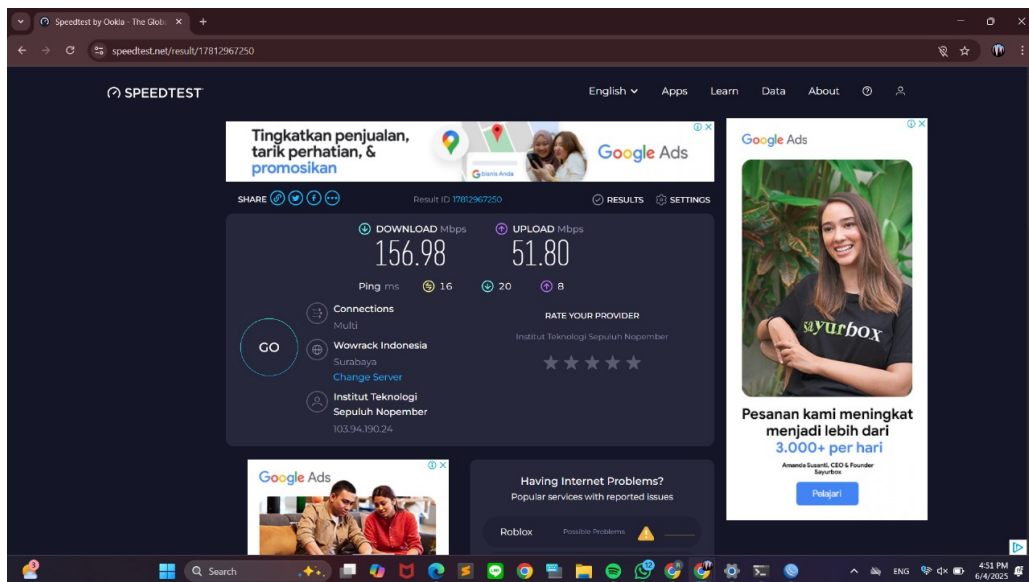 Speedtest by Ookla - The Glob
speedtest.net/result/17812967250
SPEEDTEST
English Apps Learn Data About
Tingkatkan penjualan,
tarik perhatian, &
promosikan
G bisnis Anda
Google Ads
SHARE Result ID 17812967250 RESULTS SETTINGS
DOWNLOAD Mbps UPLOAD Mbps
156.98 51.80
Ping ms 16 20 8
Connections
Multi
GO
Wowrack Indonesia
Surabaya
Change Server
Institut Teknologi
Sepuluh Nopember
103.94.190.24
RATE YOUR PROVIDER
Institut Teknologi Sepuluh Nopember
Google Ads
Having Internet Problems?
Popular services with reported issues
Roblox Possible Problems
Google Ads
sayurbox
Pesanan kami meningkat
menjadi lebih dari
3.000+ per hari
Amanda Susanti, CEO & Founder
Sayurbox
Pelajari
Search
ENG
4:51 PM
6/4/2025